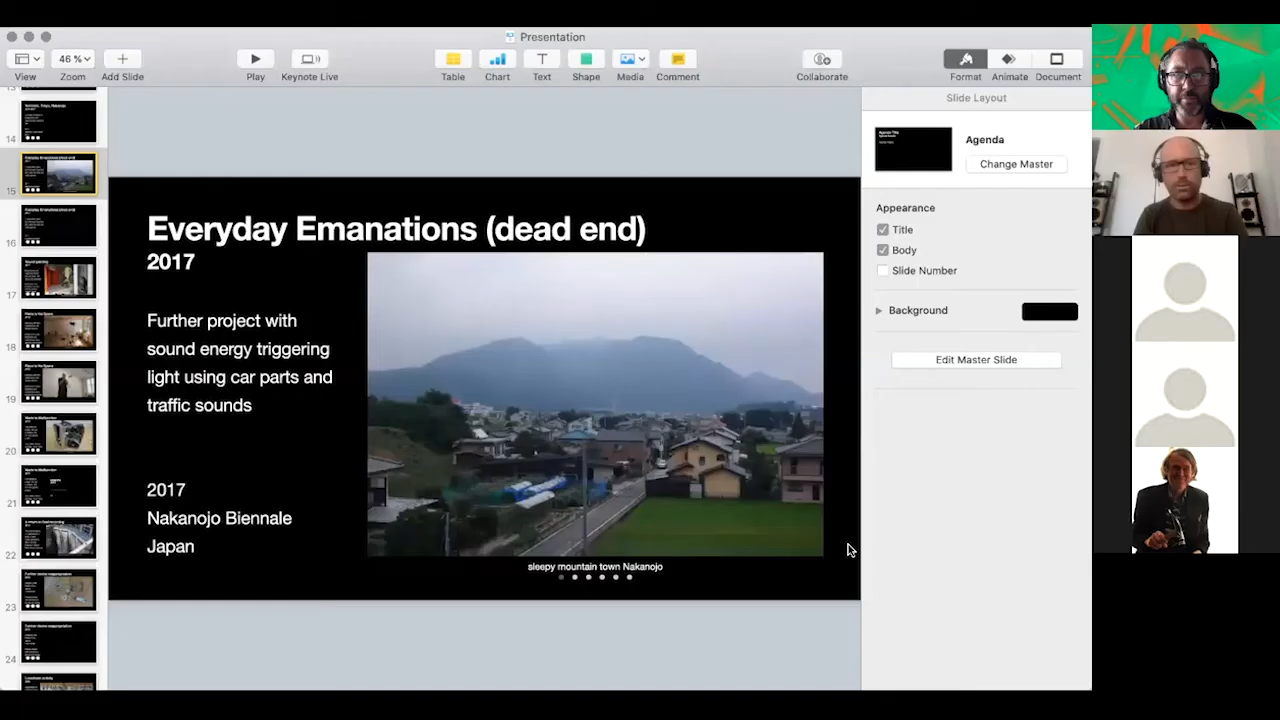 Presentation
46 %
View
Zoom
Add Slide
Play
Keynote Live
Table
Chart
Text
Shape
Media
Comment
Collaborate
Format
Animate
Document
13
14
15
16
17
18
19
20
21
22
23
24
Everyday Emanations (dead end)
2017
Further project with
sound energy triggering
light using car parts and
traffic sounds
2017
Nakanojo Biennale
Japan
sleepy mountain town Nakanojo
Slide Layout
Agenda
Change Master
Appearance
Title
Body
Slide Number
Background
Edit Master Slide